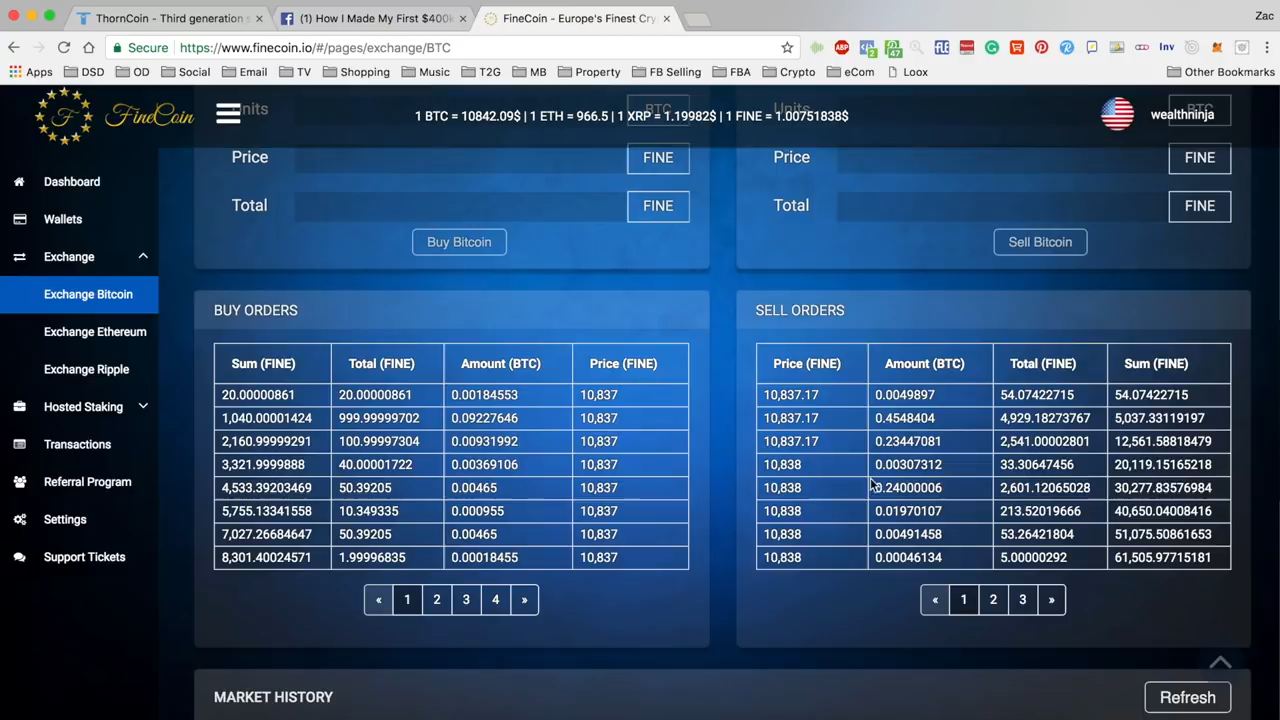 ThornCoin - Third generation
(1) How I Made My First $400k
FineCoin - Europe's Finest Cry
Zac
Secure https://www.finecoin.io/#/pages/exchange/BTC
Apps DSD OD Social Email TV Shopping Music T2G MB Property FB Selling FBA Crypto eCom Loox Other Bookmarks
FineCoin
1 BTC = 10842.09$ | 1 ETH = 966.5 | 1 XRP = 1.19982$ | 1 FINE = 1.00751838$
wealthninja
Units BTC Units BTC
Price FINE Price FINE
Total FINE Total FINE
Buy Bitcoin Sell Bitcoin
Dashboard
Wallets
Exchange
Exchange Bitcoin
Exchange Ethereum
Exchange Ripple
Hosted Staking
Transactions
Referral Program
Settings
Support Tickets
BUY ORDERS
Sum (FINE) Total (FINE) Amount (BTC) Price (FINE)
20.00000861 20.00000861 0.00184553 10,837
1,040.00001424 999.99999702 0.09227646 10,837
2,160.99999291 100.99997304 0.00931992 10,837
3,321.9999888 40.00001722 0.00369106 10,837
4,533.39203469 50.39205 0.00465 10,837
5,755.13341558 10.349335 0.000955 10,837
7,027.26684647 50.39205 0.00465 10,837
8,301.40024571 1.99996835 0.00018455 10,837
« 1 2 3 4 »
SELL ORDERS
Price (FINE) Amount (BTC) Total (FINE) Sum (FINE)
10,837.17 0.0049897 54.07422715 54.07422715
10,837.17 0.4548404 4,929.18273767 5,037.33119197
10,837.17 0.23447081 2,541.00002801 12,561.58818479
10,838 0.00307312 33.30647456 20,119.15165218
10,838 0.24000006 2,601.12065028 30,277.83576984
10,838 0.01970107 213.52019666 40,650.04008416
10,838 0.00491458 53.26421804 51,075.50861653
10,838 0.00046134 5.00000292 61,505.97715181
« 1 2 3 »
MARKET HISTORY
Refresh